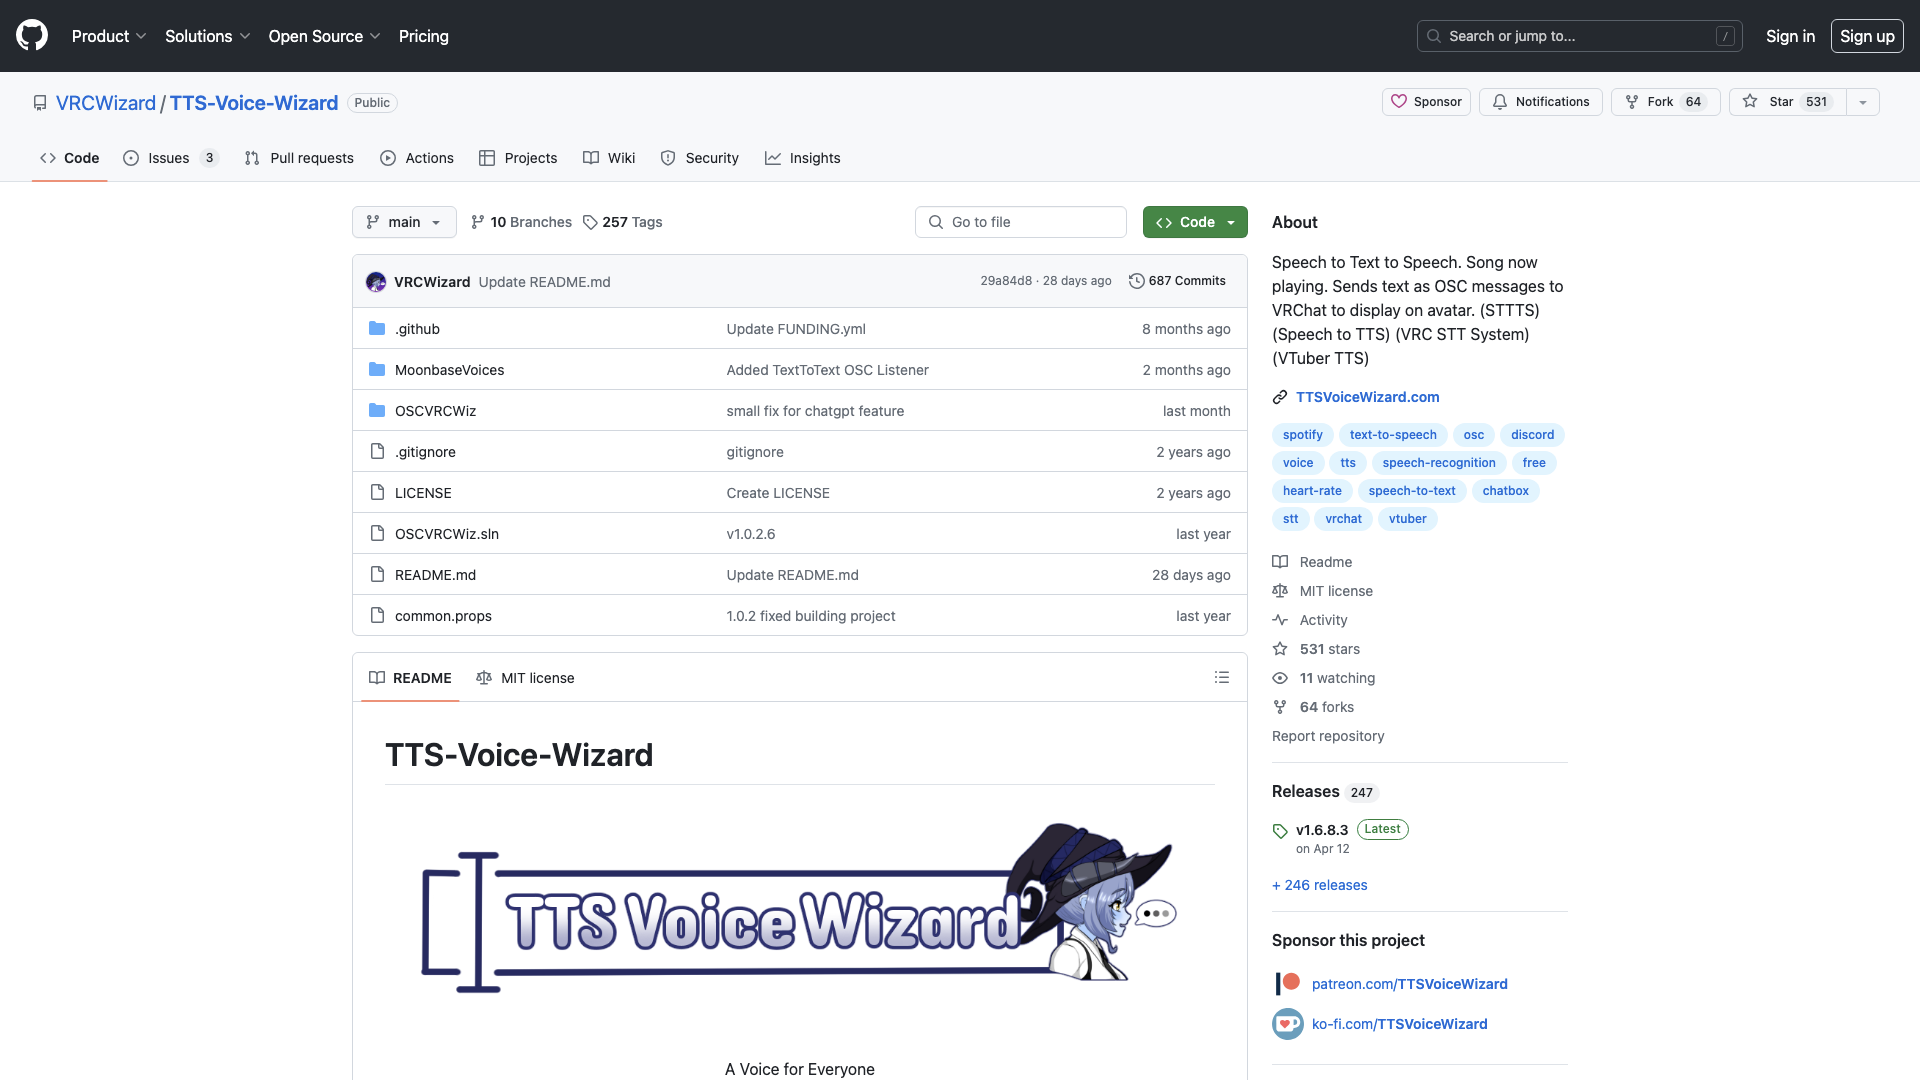 Product
Solutions
Open Source
Pricing
Search or jump to...
/
Sign in
Sign up
VRCWizard / TTS-Voice-Wizard
Public
Sponsor
Notifications
Fork 64
Star 531
Code
Issues 3
Pull requests
Actions
Projects
Wiki
Security
Insights
main
10 Branches
257 Tags
Go to file
Code
VRCWizard Update README.md
29a84d8 · 28 days ago
687 Commits
.github Update FUNDING.yml 8 months ago
MoonbaseVoices Added TextToText OSC Listener 2 months ago
OSCVRCWiz small fix for chatgpt feature last month
.gitignore gitignore 2 years ago
LICENSE Create LICENSE 2 years ago
OSCVRCWiz.sln v1.0.2.6 last year
README.md Update README.md 28 days ago
common.props 1.0.2 fixed building project last year
README
MIT license
TTS-Voice-Wizard
TTS Voice Wizard
A Voice for Everyone
About
Speech to Text to Speech. Song now
playing. Sends text as OSC messages to
VRChat to display on avatar. (STTTS)
(Speech to TTS) (VRC STT System)
(VTuber TTS)
TTSVoiceWizard.com
spotify text-to-speech osc discord
voice tts speech-recognition free
heart-rate speech-to-text chatbox
stt vrchat vtuber
Readme
MIT license
Activity
531 stars
11 watching
64 forks
Report repository
Releases 247
v1.6.8.3 Latest
on Apr 12
+ 246 releases
Sponsor this project
patreon.com/TTSVoiceWizard
ko-fi.com/TTSVoiceWizard